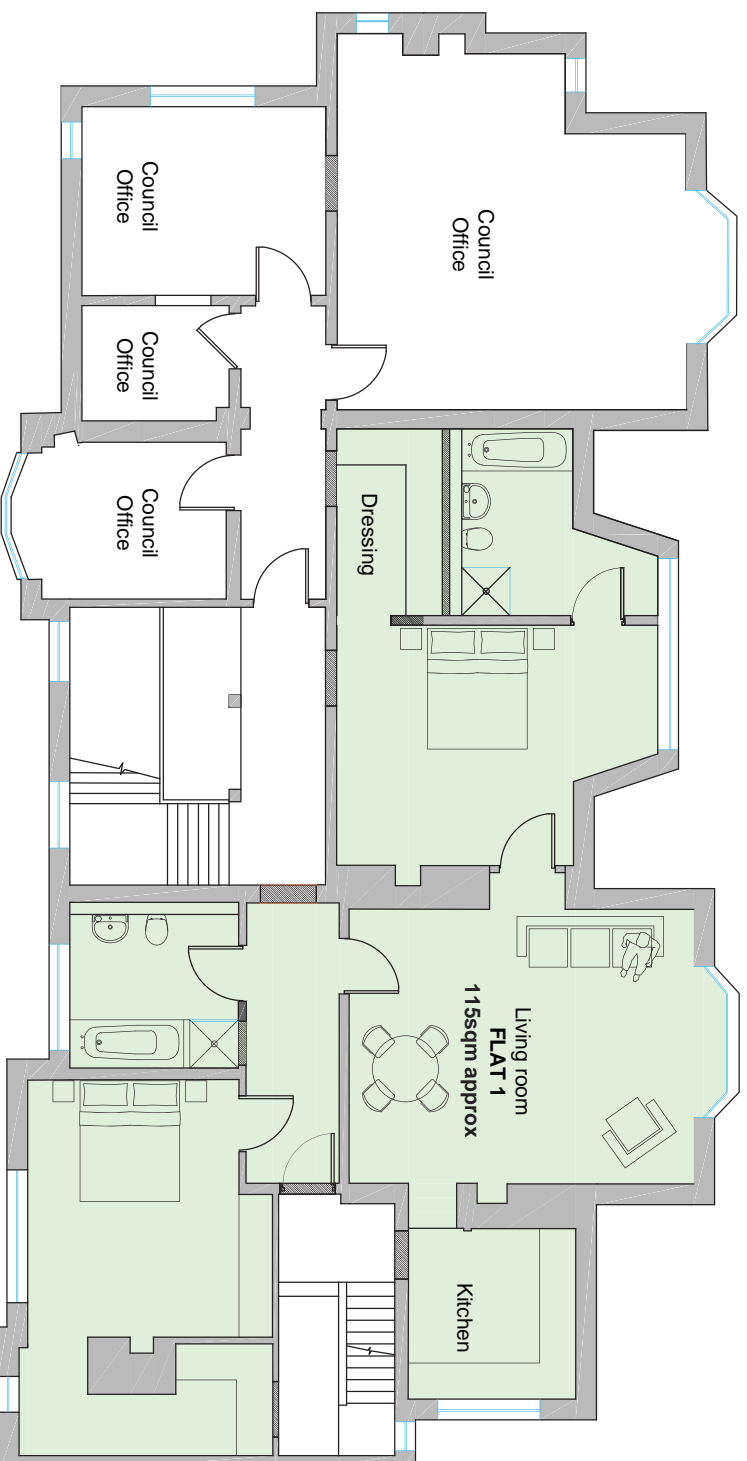 Council
Office
Council
Office
Council
Office
Council
Office
Dressing
Living room
FLAT 1
115sqm approx
Kitchen